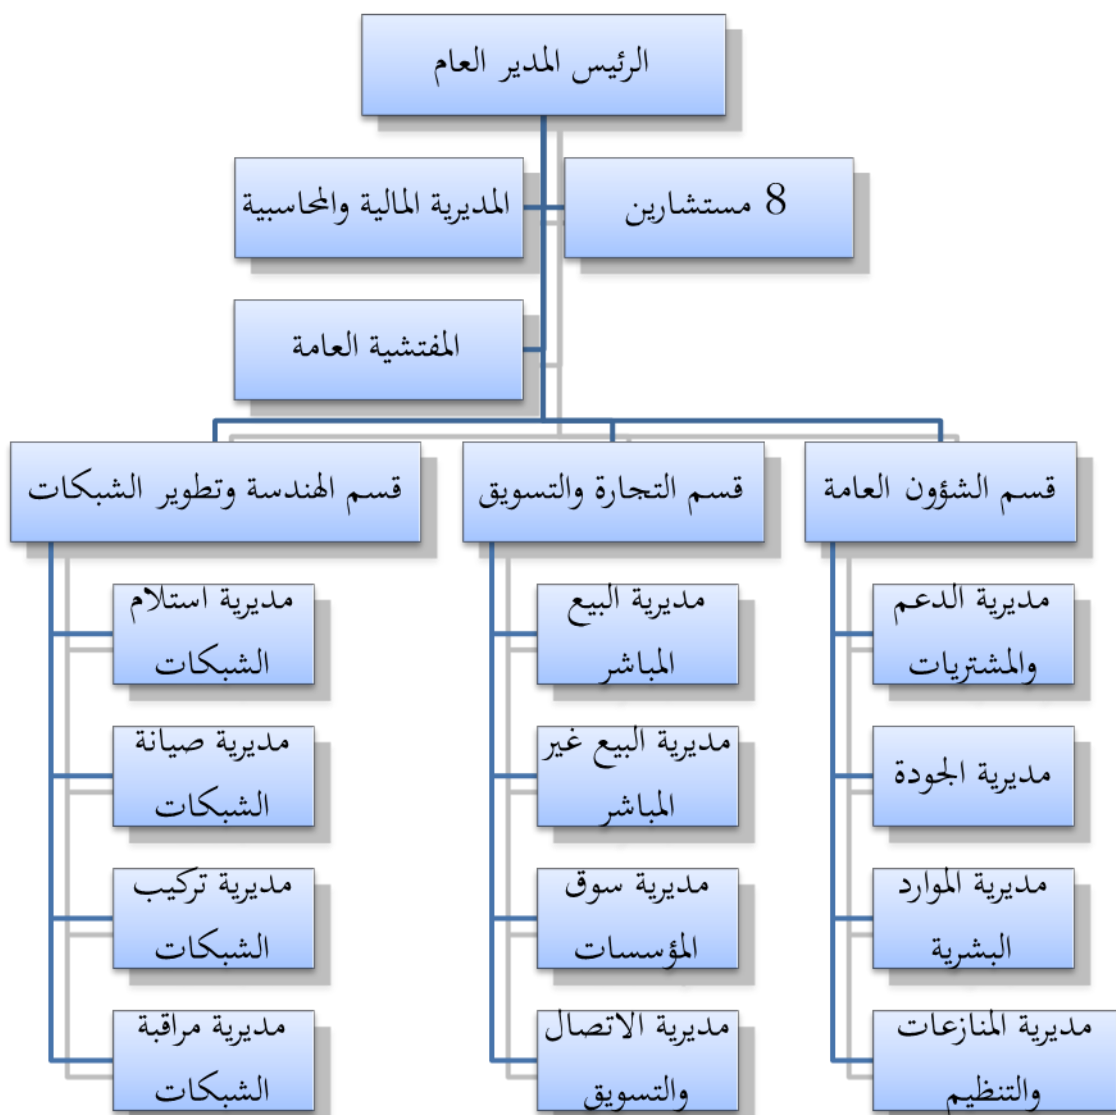 الرئيس المدير العام
8 مستشارين
المديرية المالية والمحاسبية
المفتشية العامة
قسم الشؤون العامة
قسم التجارة والتسويق
قسم الهندسة وتطوير الشبكات
مديرية الدعم
والمشتريات
مديرية الجودة
مديرية الموارد
البشرية
مديرية المنازعات
والتنظيم
مديرية البيع
المباشر
مديرية البيع غير
المباشر
مديرية سوق
المؤسسات
مديرية الاتصال
والتسويق
مديرية استلام
الشبكات
مديرية صيانة
الشبكات
مديرية تركيب
الشبكات
مديرية مراقبة
الشبكات